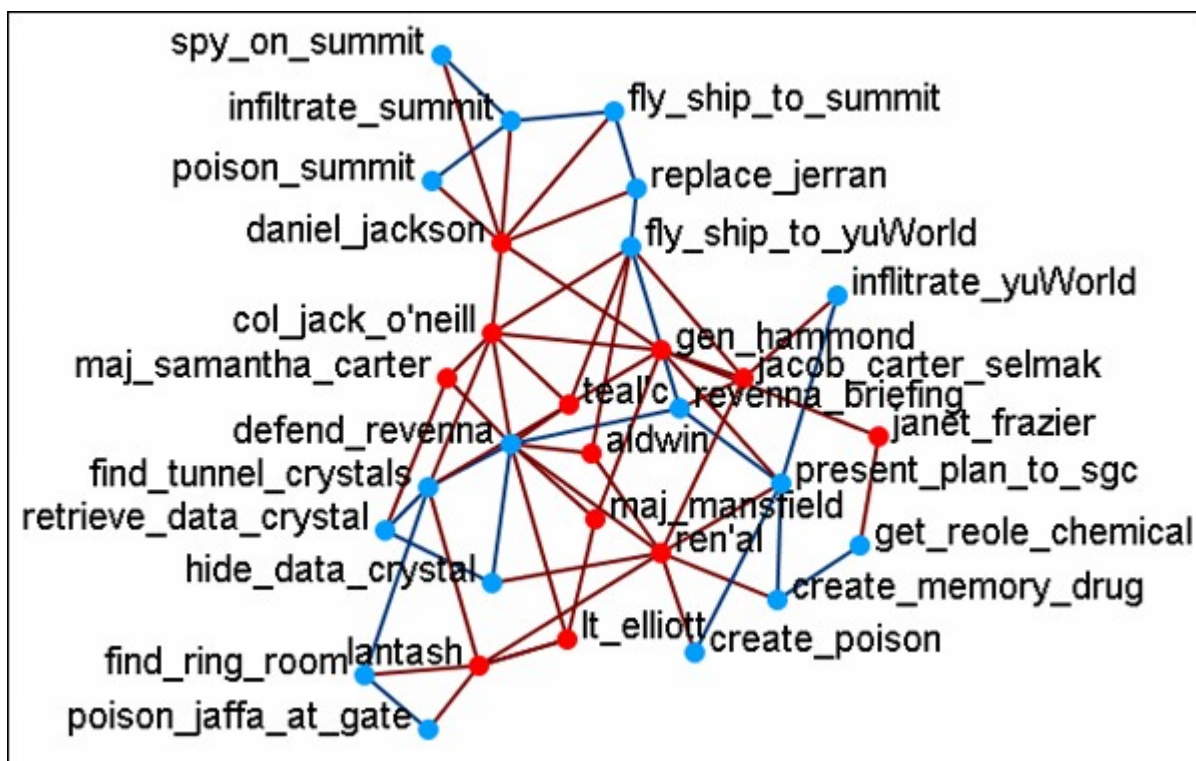 spy_on_summit
infiltrate_summit
fly_ship_to_summit
poison_summit
replace_jerran
daniel_jackson
fly_ship_to_yuWorld
inflitrate_yuWorld
col_jack_o'neill
gen_hammond
maj_samantha_carter
jacob_carter_selmak
teal'c
revenna_briefing
defend_revenna
aldwin
janet_frazier
find_tunnel_crystals
present_plan_to_sgc
retrieve_data_crystal
maj_mansfield
get_reole_chemical
ren'al
hide_data_crystal
create_memory_drug
lt_elliott
create_poison
find_ring_room
lantash
poison_jaffa_at_gate